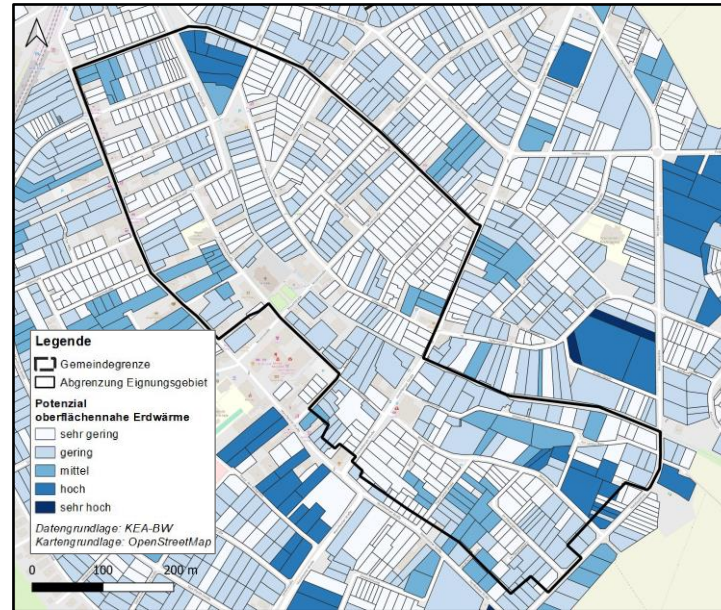 Legende
Gemeindegrenze
Abgrenzung Eignungsgebiet
Potenzial
oberflächennahe Erdwärme
sehr gering
gering
mittel
hoch
sehr hoch
Datengrundlage: KEA-BW
Kartengrundlage: OpenStreetMap
0 100 200 m